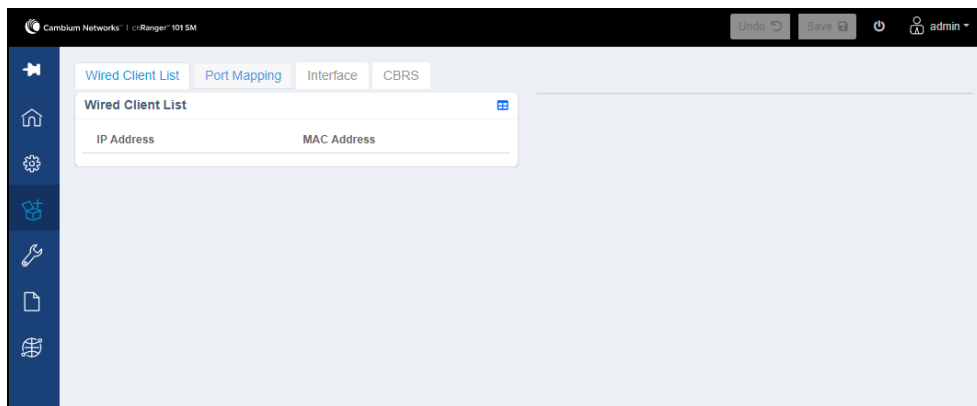 Cambium Networks™ | cnRanger™ 101 SM
Undo Save admin
Wired Client List Port Mapping Interface CBRS
Wired Client List
IP Address MAC Address